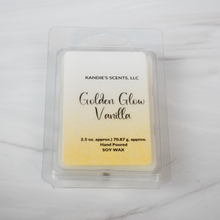 KANDIE'S SCENTS, LLC
Golden Glow
Vanilla
2.5 oz. approx./ 70.87 g. approx.
Hand Poured
SOY WAX